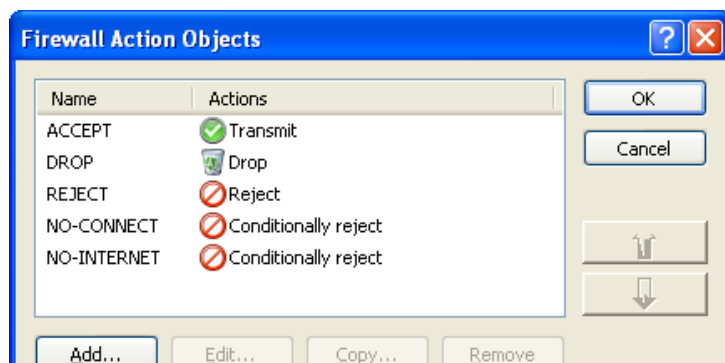 Firewall Action Objects
Name Actions
ACCEPT Transmit
DROP Drop
REJECT Reject
NO-CONNECT Conditionally reject
NO-INTERNET Conditionally reject
OK
Cancel
Add... Edit... Copy... Remove